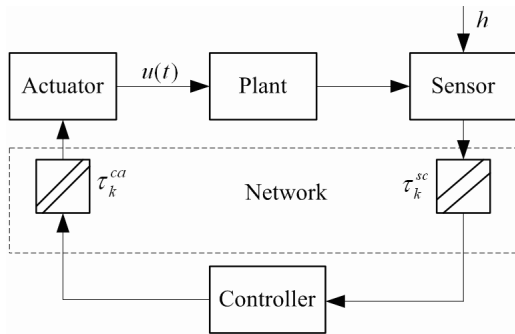 h
Actuator
u(t)
Plant
Sensor
τ_k^{ca}
Network
τ_k^{sc}
Controller